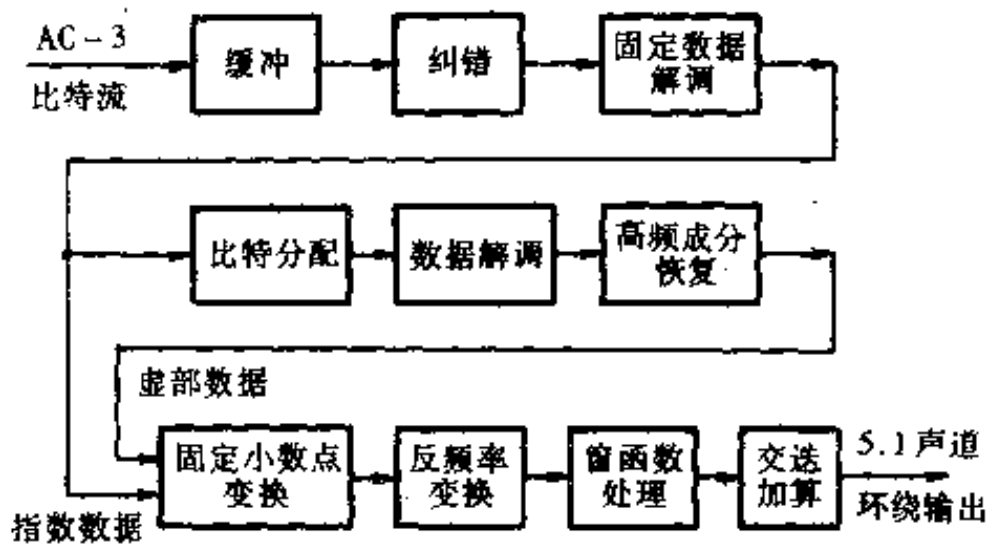 AC-3
比特流
缓冲
纠错
固定数据
解调
比特分配
数据解调
高频成分
恢复
虚部数据
固定小数点
变换
反频率
变换
窗函数
处理
交迭
加算
5.1声道
环绕输出
指数数据